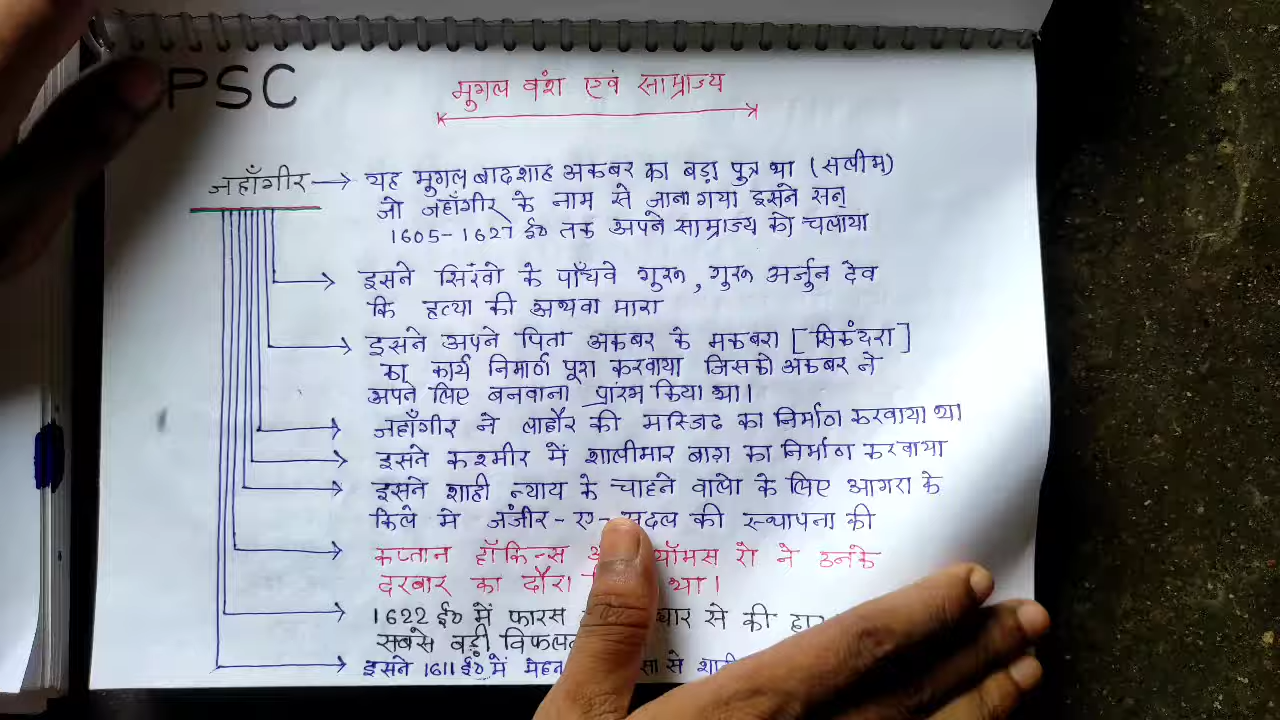 PSC
मुगल वंश एवं साम्राज्य
जहाँगीर → यह मुगल बादशाह अकबर का बड़ा पुत्र था (सलीम)
जो जहाँगीर के नाम से जाना गया इसने सन्
1605-1627 ई० तक अपने साम्राज्य को चलाया
इसने सिखो के पाँचवे गुरू, गुरू अर्जुन देव
कि हत्या की अथवा मारा
इसने अपने पिता अकबर के मकबरा [सिकंदरा]
का कार्य निर्माण पूरा करवाया जिसको अकबर ने
अपने लिए बनवाना प्रारंभ किया था।
जहाँगीर ने लाहौर की मस्जिद का निर्माण करवाया था
इसने कश्मीर में शालीमार बाग का निर्माण करवाया
इसने शाही न्याय के चाहने वालो के लिए आगरा के
किले में जंजीर-ए- की स्थापना की
कप्तान हॉकिन्स थॉमस रो ने उनके
दरबार का दौरा था।
1622 ई० में फारस से की
सबसे बड़ी
इसने 1611 ई० में से